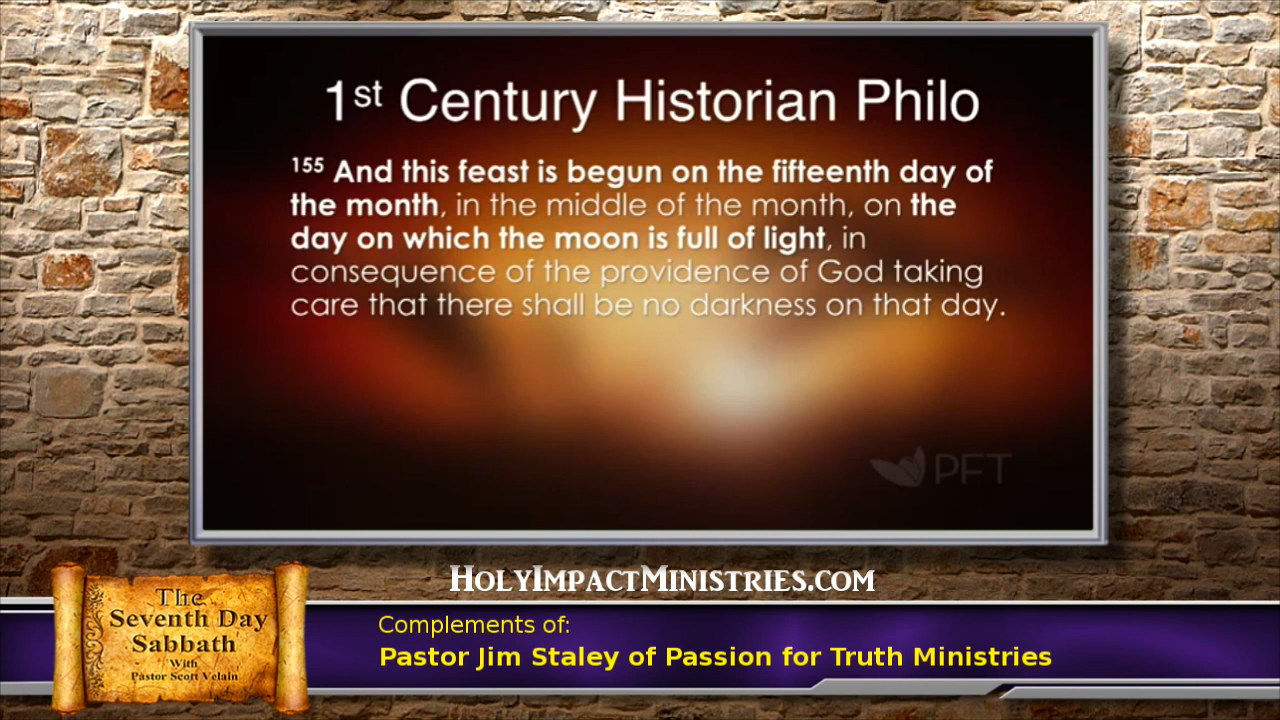 1st Century Historian Philo
155 And this feast is begun on the fifteenth day of
the month, in the middle of the month, on the
day on which the moon is full of light, in
consequence of the providence of God taking
care that there shall be no darkness on that day.
PFT
HolyImpactMinistries.com
The
Seventh Day
Sabbath
With
Pastor Scott Velain
Complements of:
Pastor Jim Staley of Passion for Truth Ministries